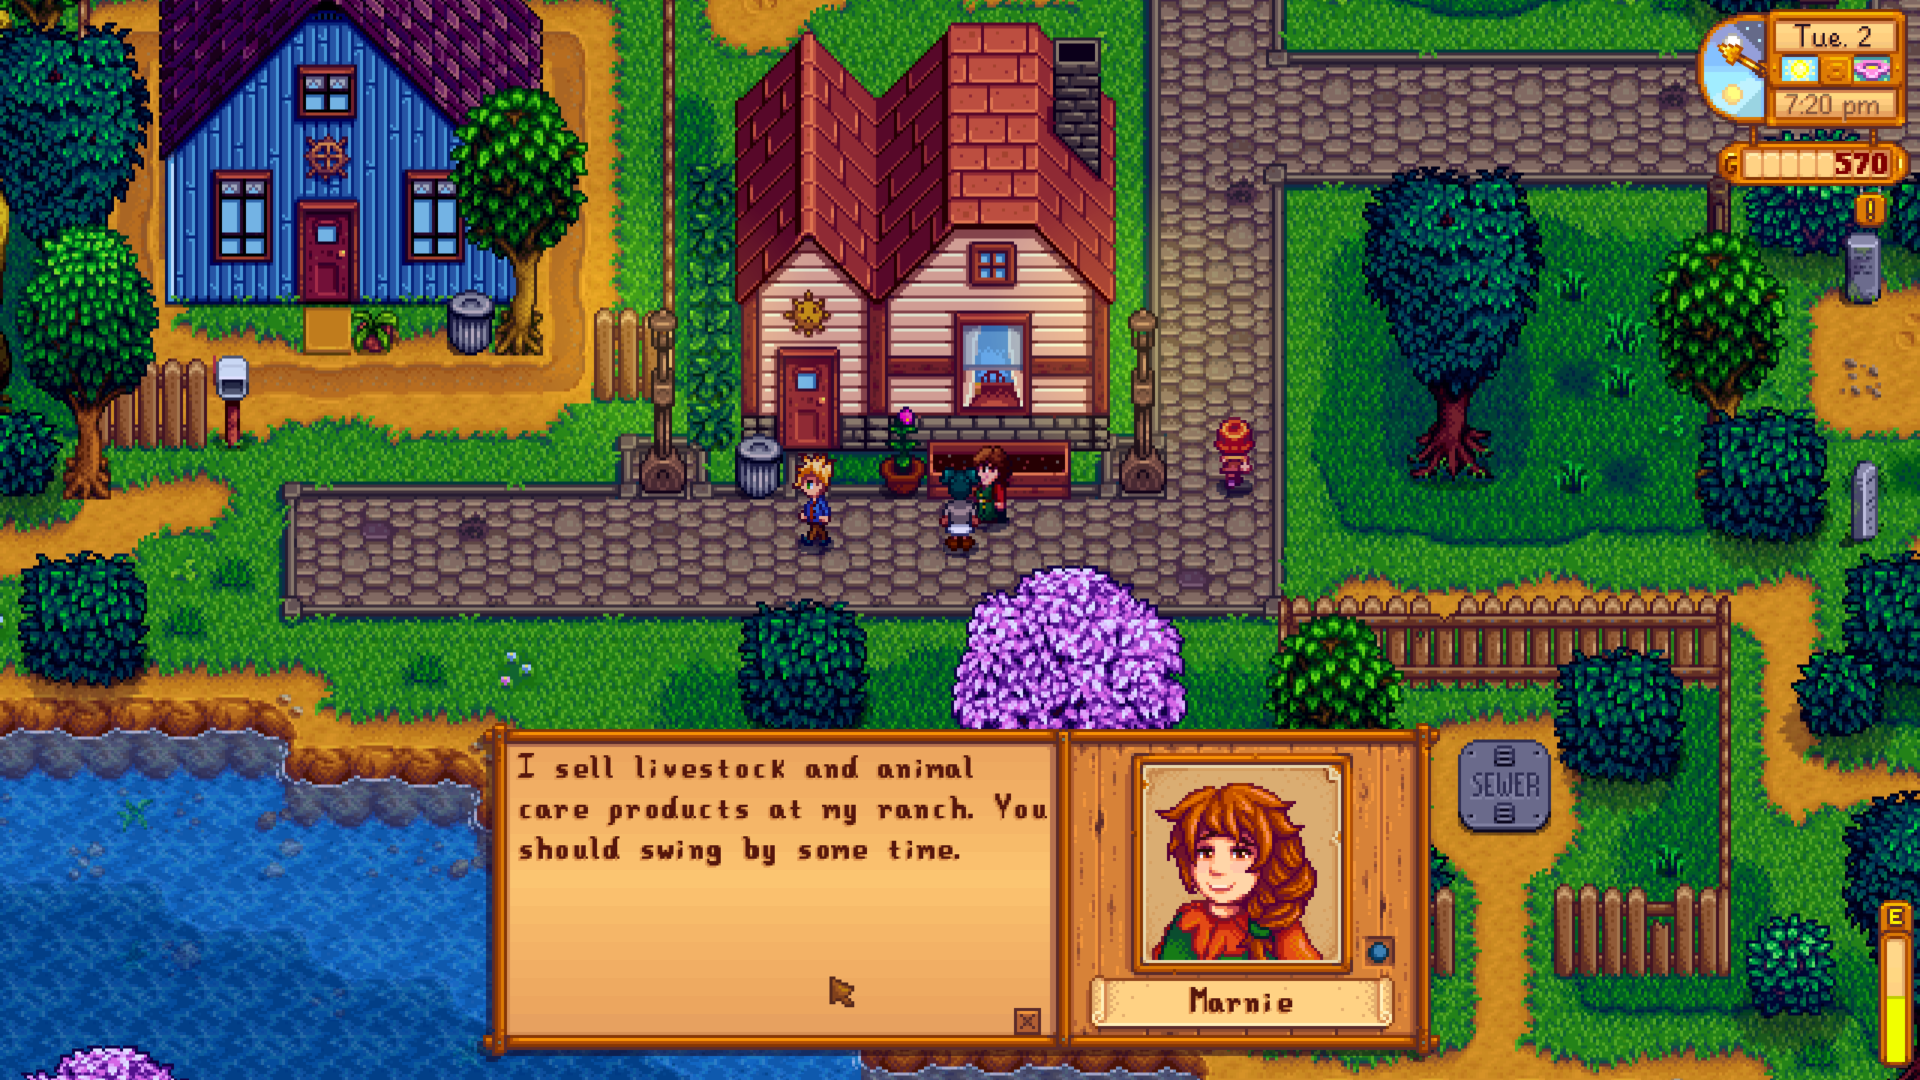 Tue. 2
7:20 pm
G 570
!
I sell livestock and animal
care products at my ranch. You
should swing by some time.
Marnie
SEWER
E